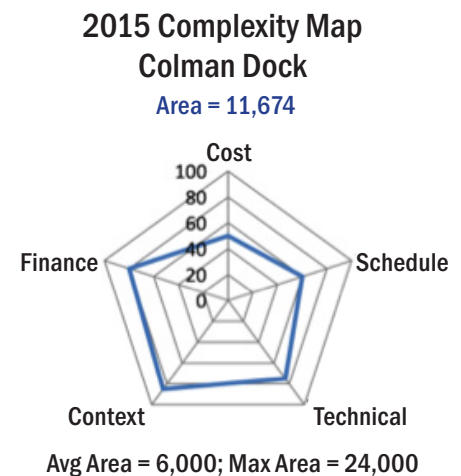 2015 Complexity Map
Colman Dock
Area = 11,674
Cost
100
80
60
40
20
0
Finance
Schedule
Context
Technical
Avg Area = 6,000; Max Area = 24,000